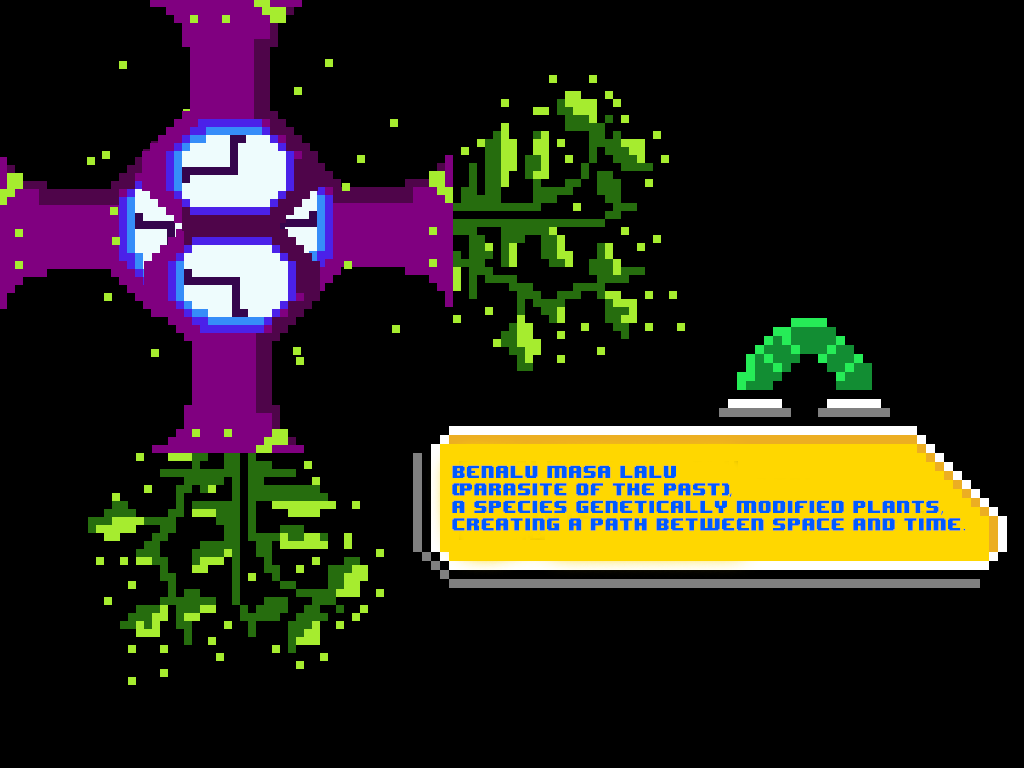 BENALU MASA LALU
(PARASITE OF THE PAST),
A SPECIES GENETICALLY MODIFIED PLANTS,
CREATING A PATH BETWEEN SPACE AND TIME.